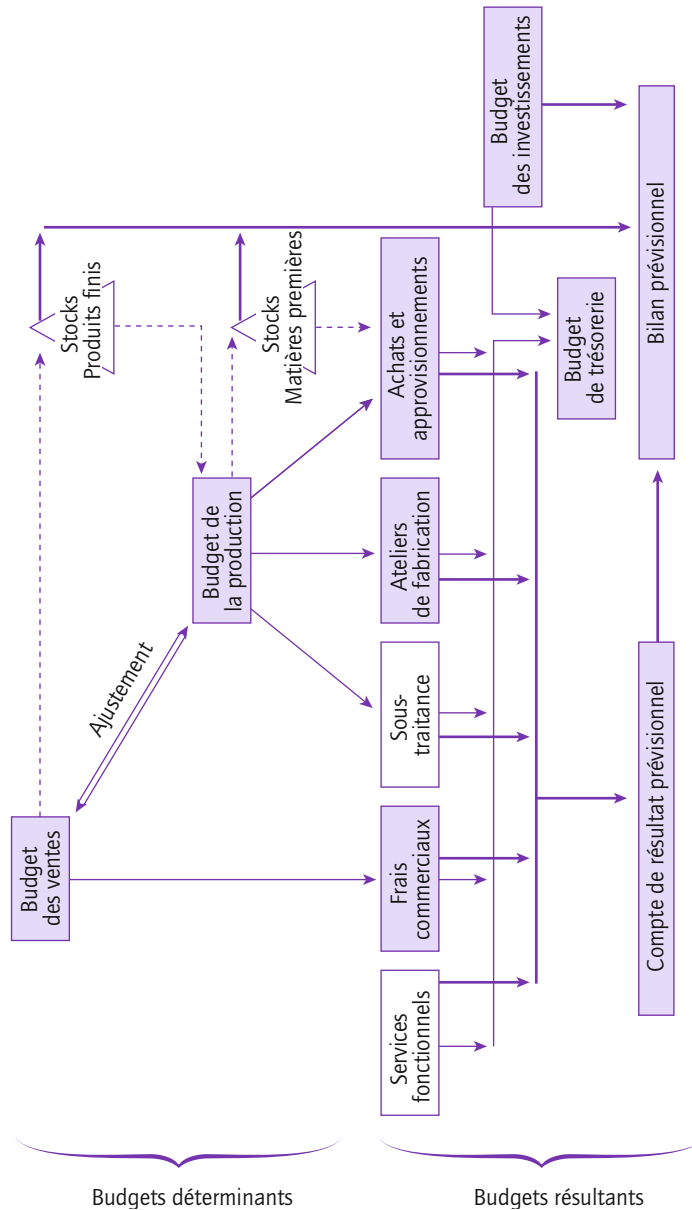 Budget
des ventes
Ajustement
Stocks
Produits finis
Budget de
la production
Stocks
Matières premières
Services
fonctionnels
Frais
commerciaux
Sous-
traitance
Ateliers
de fabrication
Achats et
approvisionnements
Budget
des investissements
Budget
de trésorerie
Compte de résultat prévisionnel
Bilan prévisionnel
Budgets déterminants
Budgets résultants